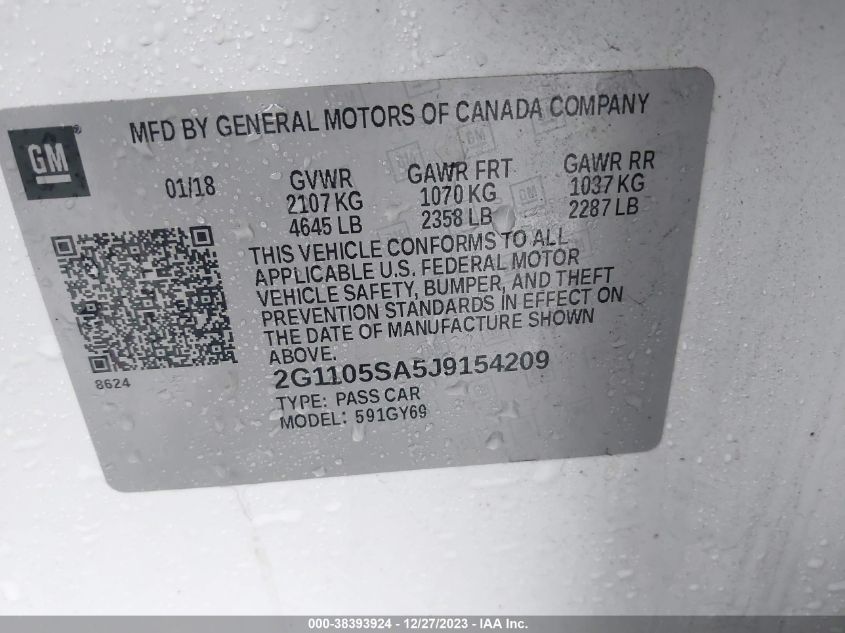 MFD BY GENERAL MOTORS OF CANADA COMPANY
GM
01/18 GVWR GAWR FRT GAWR RR
2107 KG 1070 KG 1037 KG
4645 LB 2358 LB 2287 LB
THIS VEHICLE CONFORMS TO ALL
APPLICABLE U.S. FEDERAL MOTOR
VEHICLE SAFETY, BUMPER, AND THEFT
PREVENTION STANDARDS IN EFFECT ON
THE DATE OF MANUFACTURE SHOWN
ABOVE.
8624
2G1105SA5J9154209
TYPE: PASS CAR
MODEL: 591GY69
000-38393924 - 12/27/2023 - IAA Inc.